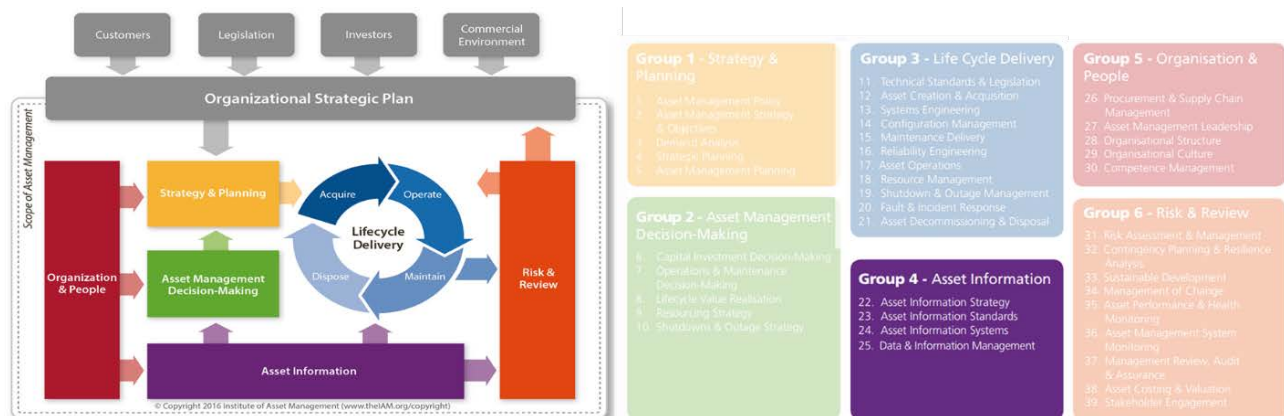 Customers
Legislation
Investors
Commercial
Environment
Organizational Strategic Plan
Scope of Asset Management
Strategy & Planning
Acquire
Operate
Lifecycle
Delivery
Dispose
Maintain
Organization
& People
Asset Management
Decision-Making
Risk &
Review
Asset Information
© Copyright 2016 Institute of Asset Management (www.theIAM.org/copyright)
Group 1 - Strategy &
Planning
1. Asset Management Policy
2. Asset Management Strategy
& Objectives
3. Demand Analysis
4. Strategic Planning
5. Asset Management Planning
Group 2 - Asset Management
Decision-Making
6. Capital Investment Decision-Making
7. Operations & Maintenance
Decision-Making
8. Lifecycle Value Realisation
9. Resourcing Strategy
10. Shutdowns & Outage Strategy
Group 3 - Life Cycle Delivery
11. Technical Standards & Legislation
12. Asset Creation & Acquisition
13. Systems Engineering
14. Configuration Management
15. Maintenance Delivery
16. Reliability Engineering
17. Asset Operations
18. Resource Management
19. Shutdown & Outage Management
20. Fault & Incident Response
21. Asset Decommissioning & Disposal
Group 4 - Asset Information
22. Asset Information Strategy
23. Asset Information Standards
24. Asset Information Systems
25. Data & Information Management
Group 5 - Organisation &
People
26. Procurement & Supply Chain
Management
27. Asset Management Leadership
28. Organisational Structure
29. Organisational Culture
30. Competence Management
Group 6 - Risk & Review
31. Risk Assessment & Management
32. Contingency Planning & Resilience
Analysis
33. Sustainable Development
34. Management of Change
35. Asset Performance & Health
Monitoring
36. Asset Management System
Monitoring
37. Management Review, Audit
& Assurance
38. Asset Costing & Valuation
39. Stakeholder Engagement